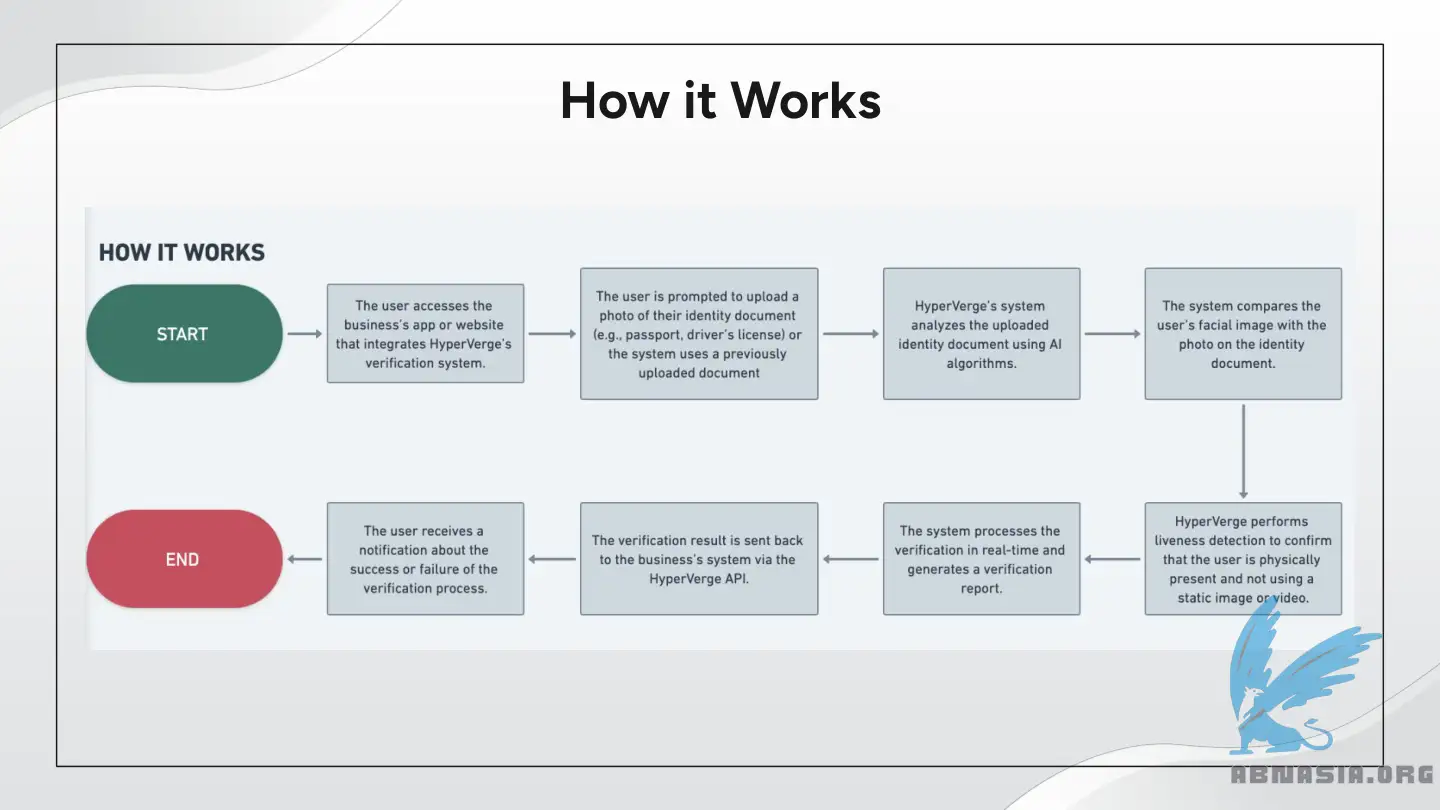 How it Works
HOW IT WORKS
START
The user accesses the
business's app or website
that integrates HyperVerge's
verification system.
The user is prompted to upload a
photo of their identity document
(e.g., passport, driver's license) or
the system uses a previously
uploaded document
HyperVerge's system
analyzes the uploaded
identity document using AI
algorithms.
The system compares the
user's facial image with the
photo on the identity
document.
HyperVerge performs
liveness detection to confirm
that the user is physically
present and not using a
static image or video.
The system processes the
verification in real-time and
generates a verification
report.
The verification result is sent back
to the business's system via the
HyperVerge API.
The user receives a
notification about the
success or failure of the
verification process.
END
ABNASIA.ORG